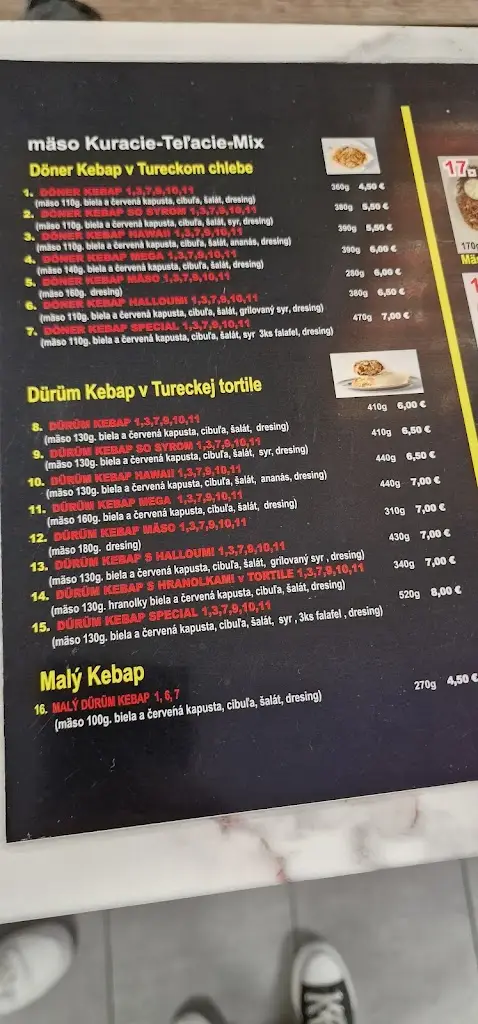 mäso Kuracie-Teľacie-Mix
Döner Kebap v Tureckom chlebe
1. DÖNER KEBAP 1,3,7,9,10,11 360g 4,50 €
(mäso 110g. biela a červená kapusta, cibuľa, šalát, dresing)
2. DÖNER KEBAP SO SYROM 1,3,7,9,10,11 380g 5,50 €
(mäso 110g. biela a červená kapusta, cibuľa, šalát, syr, dresing)
3. DÖNER KEBAP HAWAII 1,3,7,9,10,11 390g 5,50 €
(mäso 110g. biela a červená kapusta, cibuľa, šalát, ananás, dresing)
4. DÖNER KEBAP MEGA 1,3,7,9,10,11 390g 6,00 €
(mäso 140g. biela a červená kapusta, cibuľa, šalát, dresing)
5. DÖNER KEBAP MÄSO 1,3,7,9,10,11 280g 6,00 €
(mäso 160g. dresing)
6. DÖNER KEBAP HALLOUMI 1,3,7,9,10,11 380g 6,50 €
(mäso 110g. biela a červená kapusta, cibuľa, šalát, grilovaný syr, dresing)
7. DÖNER KEBAP SPECIAL 1,3,7,9,10,11 470g 7,00 €
(mäso 110g. biela a červená kapusta, cibuľa, šalát, syr 3ks falafel, dresing)
Dürüm Kebap v Tureckej tortile
8. DÜRÜM KEBAP 1,3,7,9,10,11 410g 6,00 €
(mäso 130g. biela a červená kapusta, cibuľa, šalát, dresing)
9. DÜRÜM KEBAP SO SYROM 1,3,7,9,10,11 410g 6,50 €
(mäso 130g. biela a červená kapusta, cibuľa, šalát, syr, dresing)
10. DÜRÜM KEBAP HAWAII 1,3,7,9,10,11 440g 6,50 €
(mäso 130g. biela a červená kapusta, cibuľa, šalát, ananás, dresing)
11. DÜRÜM KEBAP MEGA 1,3,7,9,10,11 440g 7,00 €
(mäso 160g. biela a červená kapusta, cibuľa, šalát, dresing)
12. DÜRÜM KEBAP MÄSO 1,3,7,9,10,11 310g 7,00 €
(mäso 180g. dresing)
13. DÜRÜM KEBAP S HALLOUMI 1,3,7,9,10,11 430g 7,00 €
(mäso 130g. biela a červená kapusta, cibuľa, šalát, grilovaný syr , dresing)
14. DÜRÜM KEBAP S HRANOLKAMI v TORTILE 1,3,7,9,10,11 340g 7,00 €
(mäso 130g. hranolky biela a červená kapusta, cibuľa, šalát, dresing)
15. DÜRÜM KEBAP SPECIAL 1,3,7,9,10,11 520g 8,00 €
(mäso 130g. biela a červená kapusta, cibuľa, šalát, syr , 3ks falafel , dresing)
Malý Kebap
16. MALÝ DÜRÜM KEBAP 1, 6, 7 270g 4,50 €
(mäso 100g. biela a červená kapusta, cibuľa, šalát, dresing)
17.
170g